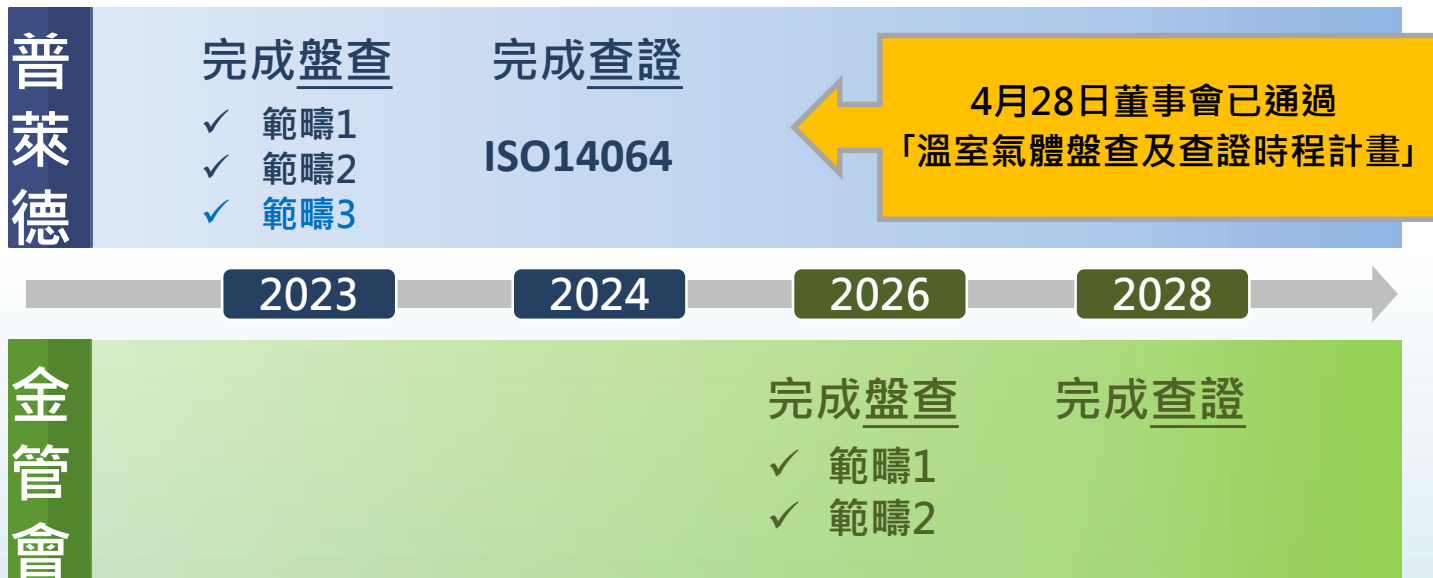 普萊德
完成盤查
✓ 範疇1
✓ 範疇2
✓ 範疇3
完成查證
ISO14064
4月28日董事會已通過
「溫室氣體盤查及查證時程計畫」
2023
2024
2026
2028
金管會
完成盤查
✓ 範疇1
✓ 範疇2
完成查證